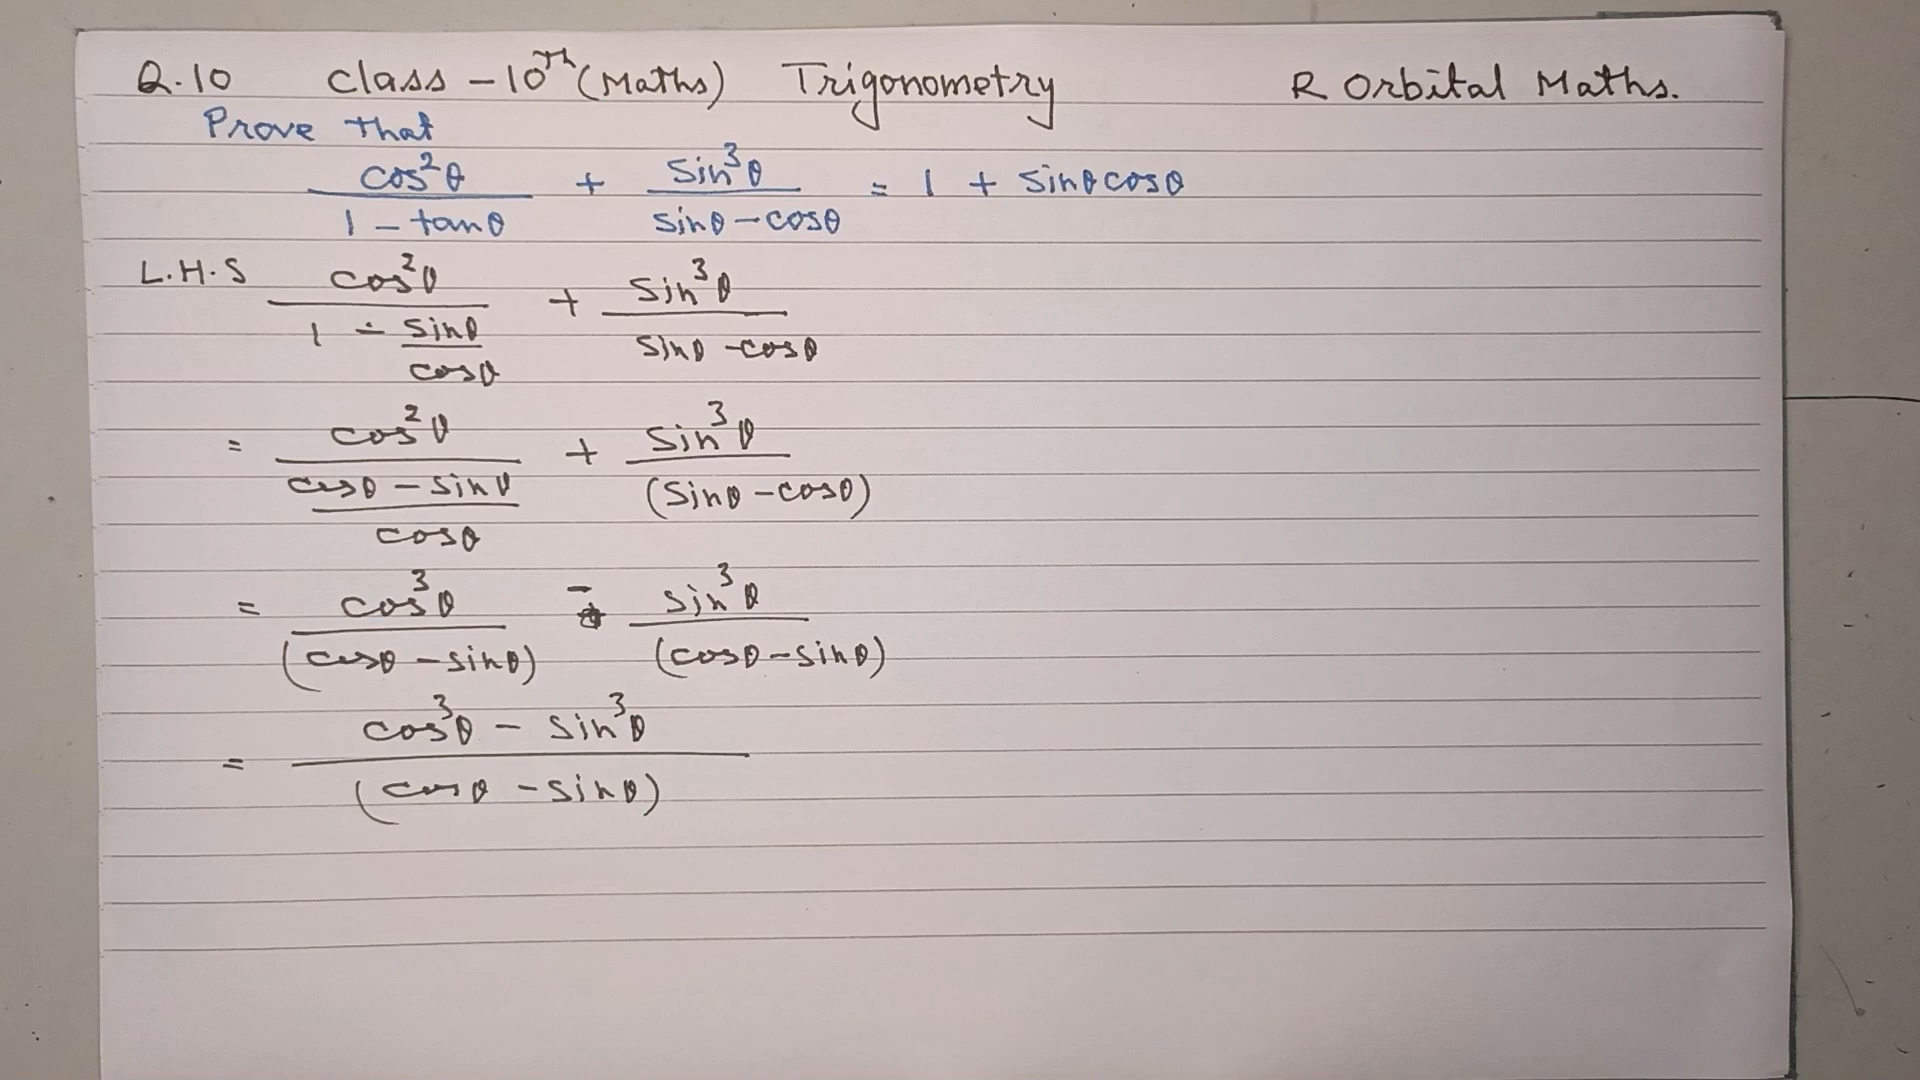 Q.10 class - 10th (Maths) Trigonometry R Orbital Maths.
Prove that
cos²θ / 1 - tanθ + sin³θ / sinθ - cosθ = 1 + sinθcosθ
L.H.S cos²θ / 1 - sinθ/cosθ + sin³θ / sinθ - cosθ
= cos²θ / cosθ - sinθ / cosθ + sin³θ / (sinθ - cosθ)
= cos³θ / (cosθ - sinθ) - sin³θ / (cosθ - sinθ)
= cos³θ - sin³θ / (cosθ - sinθ)